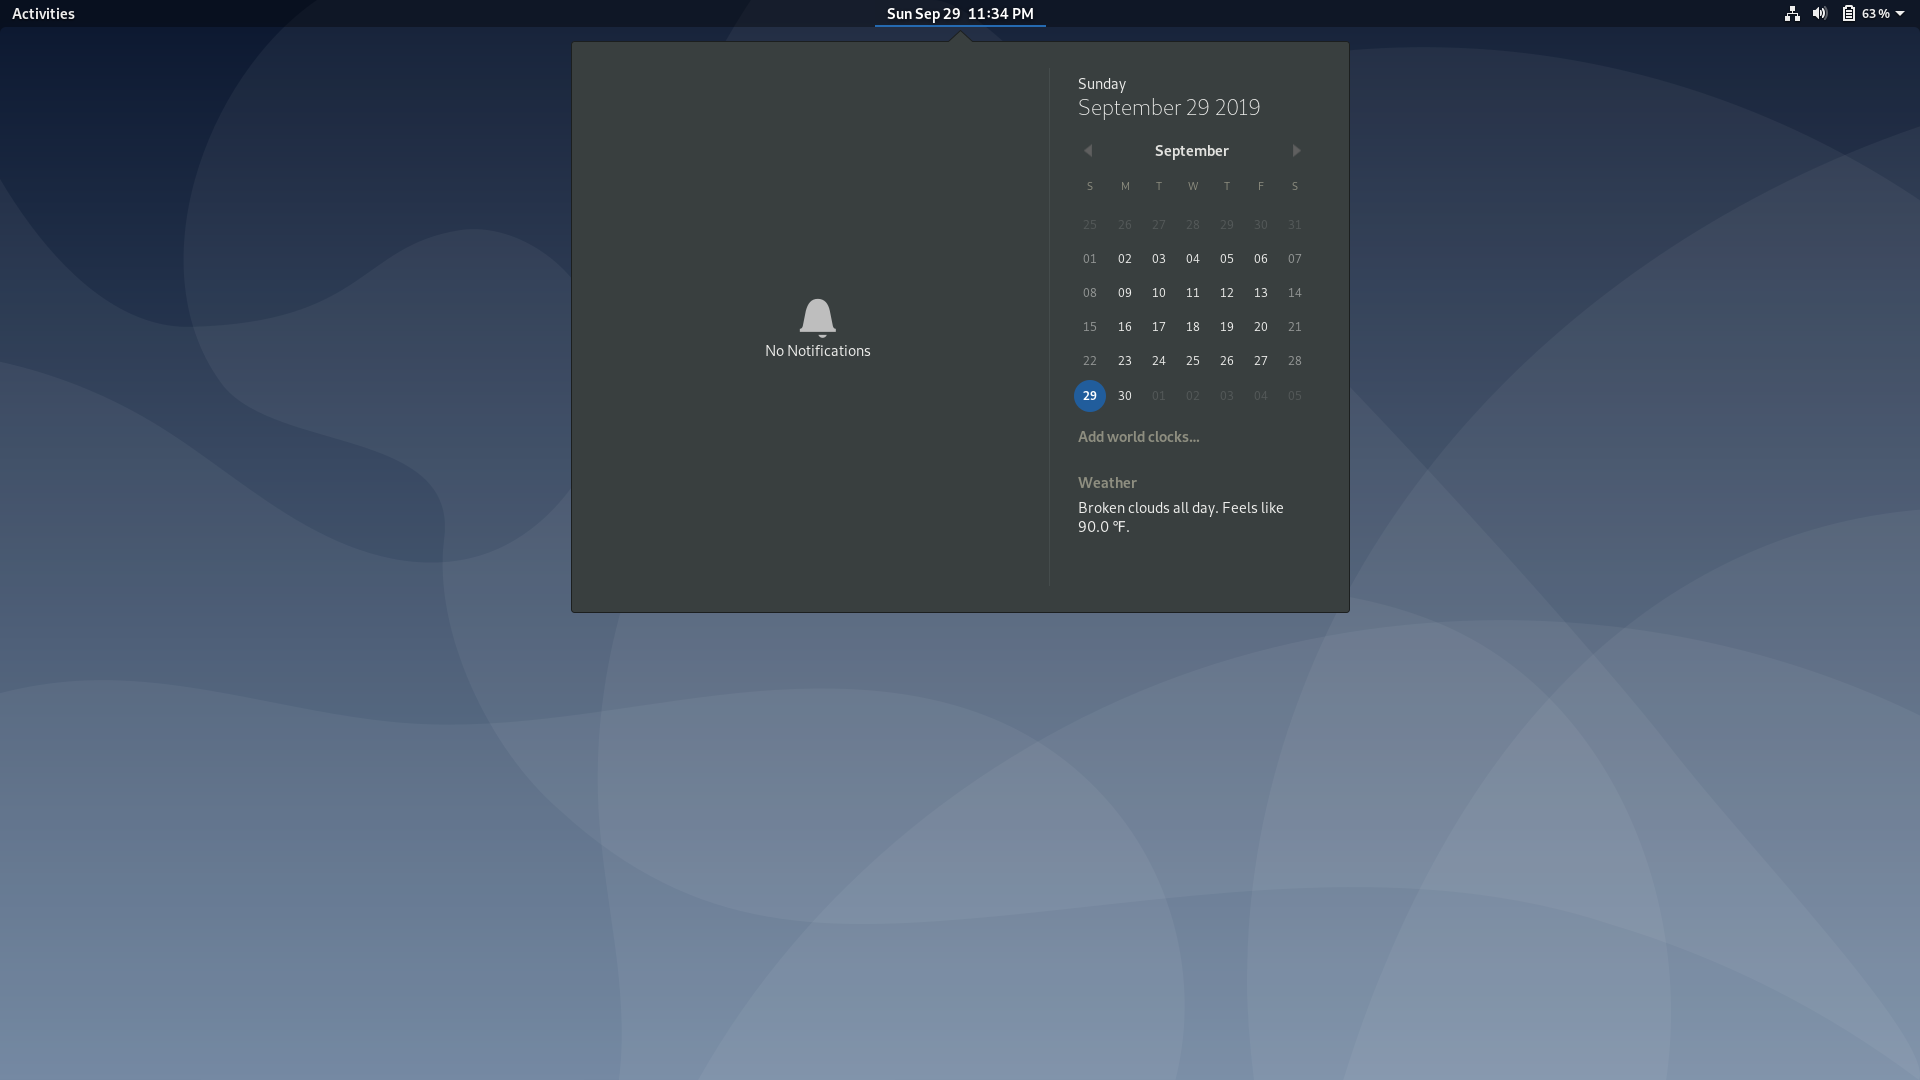 Activities
Sun Sep 29 11:34 PM
63 %
No Notifications
Sunday
September 29 2019
September
S M T W T F S
25 26 27 28 29 30 31
01 02 03 04 05 06 07
08 09 10 11 12 13 14
15 16 17 18 19 20 21
22 23 24 25 26 27 28
29 30 01 02 03 04 05
Add world clocks…
Weather
Broken clouds all day. Feels like
90.0 °F.